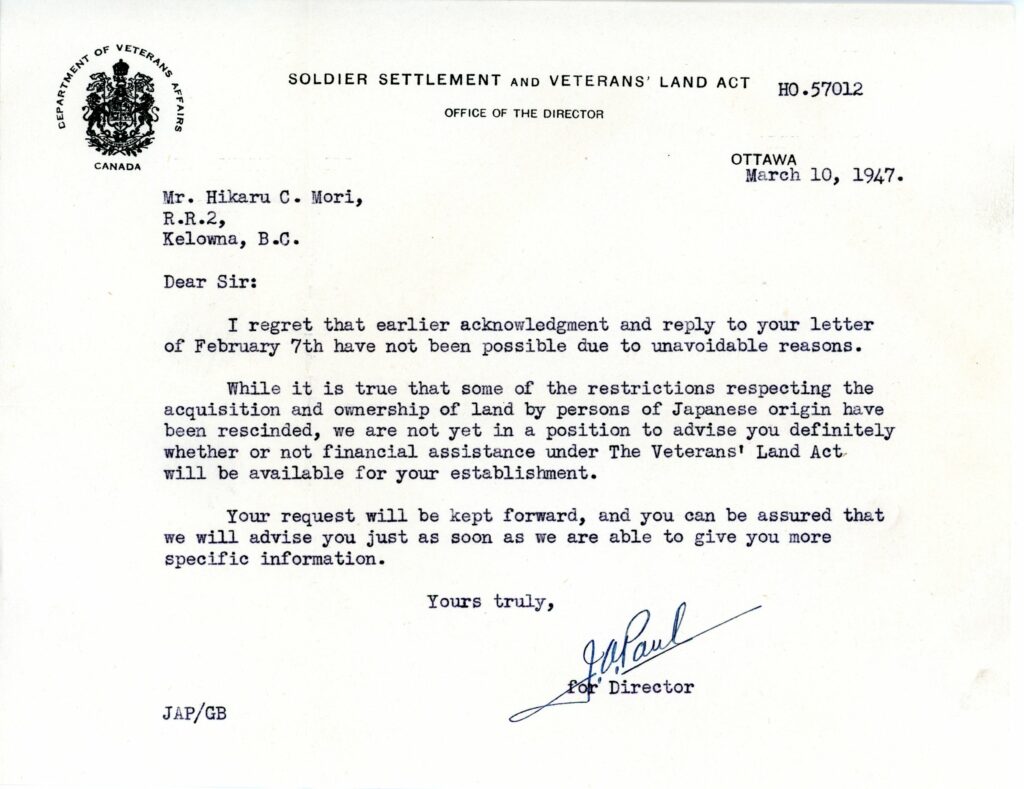 DEPARTMENT OF VETERANS AFFAIRS
CANADA
SOLDIER SETTLEMENT AND VETERANS' LAND ACT HO.57012
OFFICE OF THE DIRECTOR
OTTAWA
March 10, 1947.
Mr. Hikaru C. Mori,
R.R.2,
Kelowna, B.C.
Dear Sir:
I regret that earlier acknowledgment and reply to your letter
of February 7th have not been possible due to unavoidable reasons.
While it is true that some of the restrictions respecting the
acquisition and ownership of land by persons of Japanese origin have
been rescinded, we are not yet in a position to advise you definitely
whether or not financial assistance under The Veterans' Land Act
will be available for your establishment.
Your request will be kept forward, and you can be assured that
we will advise you just as soon as we are able to give you more
specific information.
Yours truly,
J.A. Paul
for Director
JAP/GB